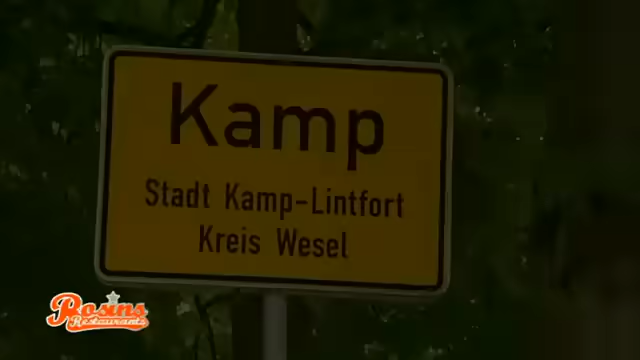 Kamp
Stadt Kamp-Lintfort
Kreis Wesel
Rosins
Restaurants